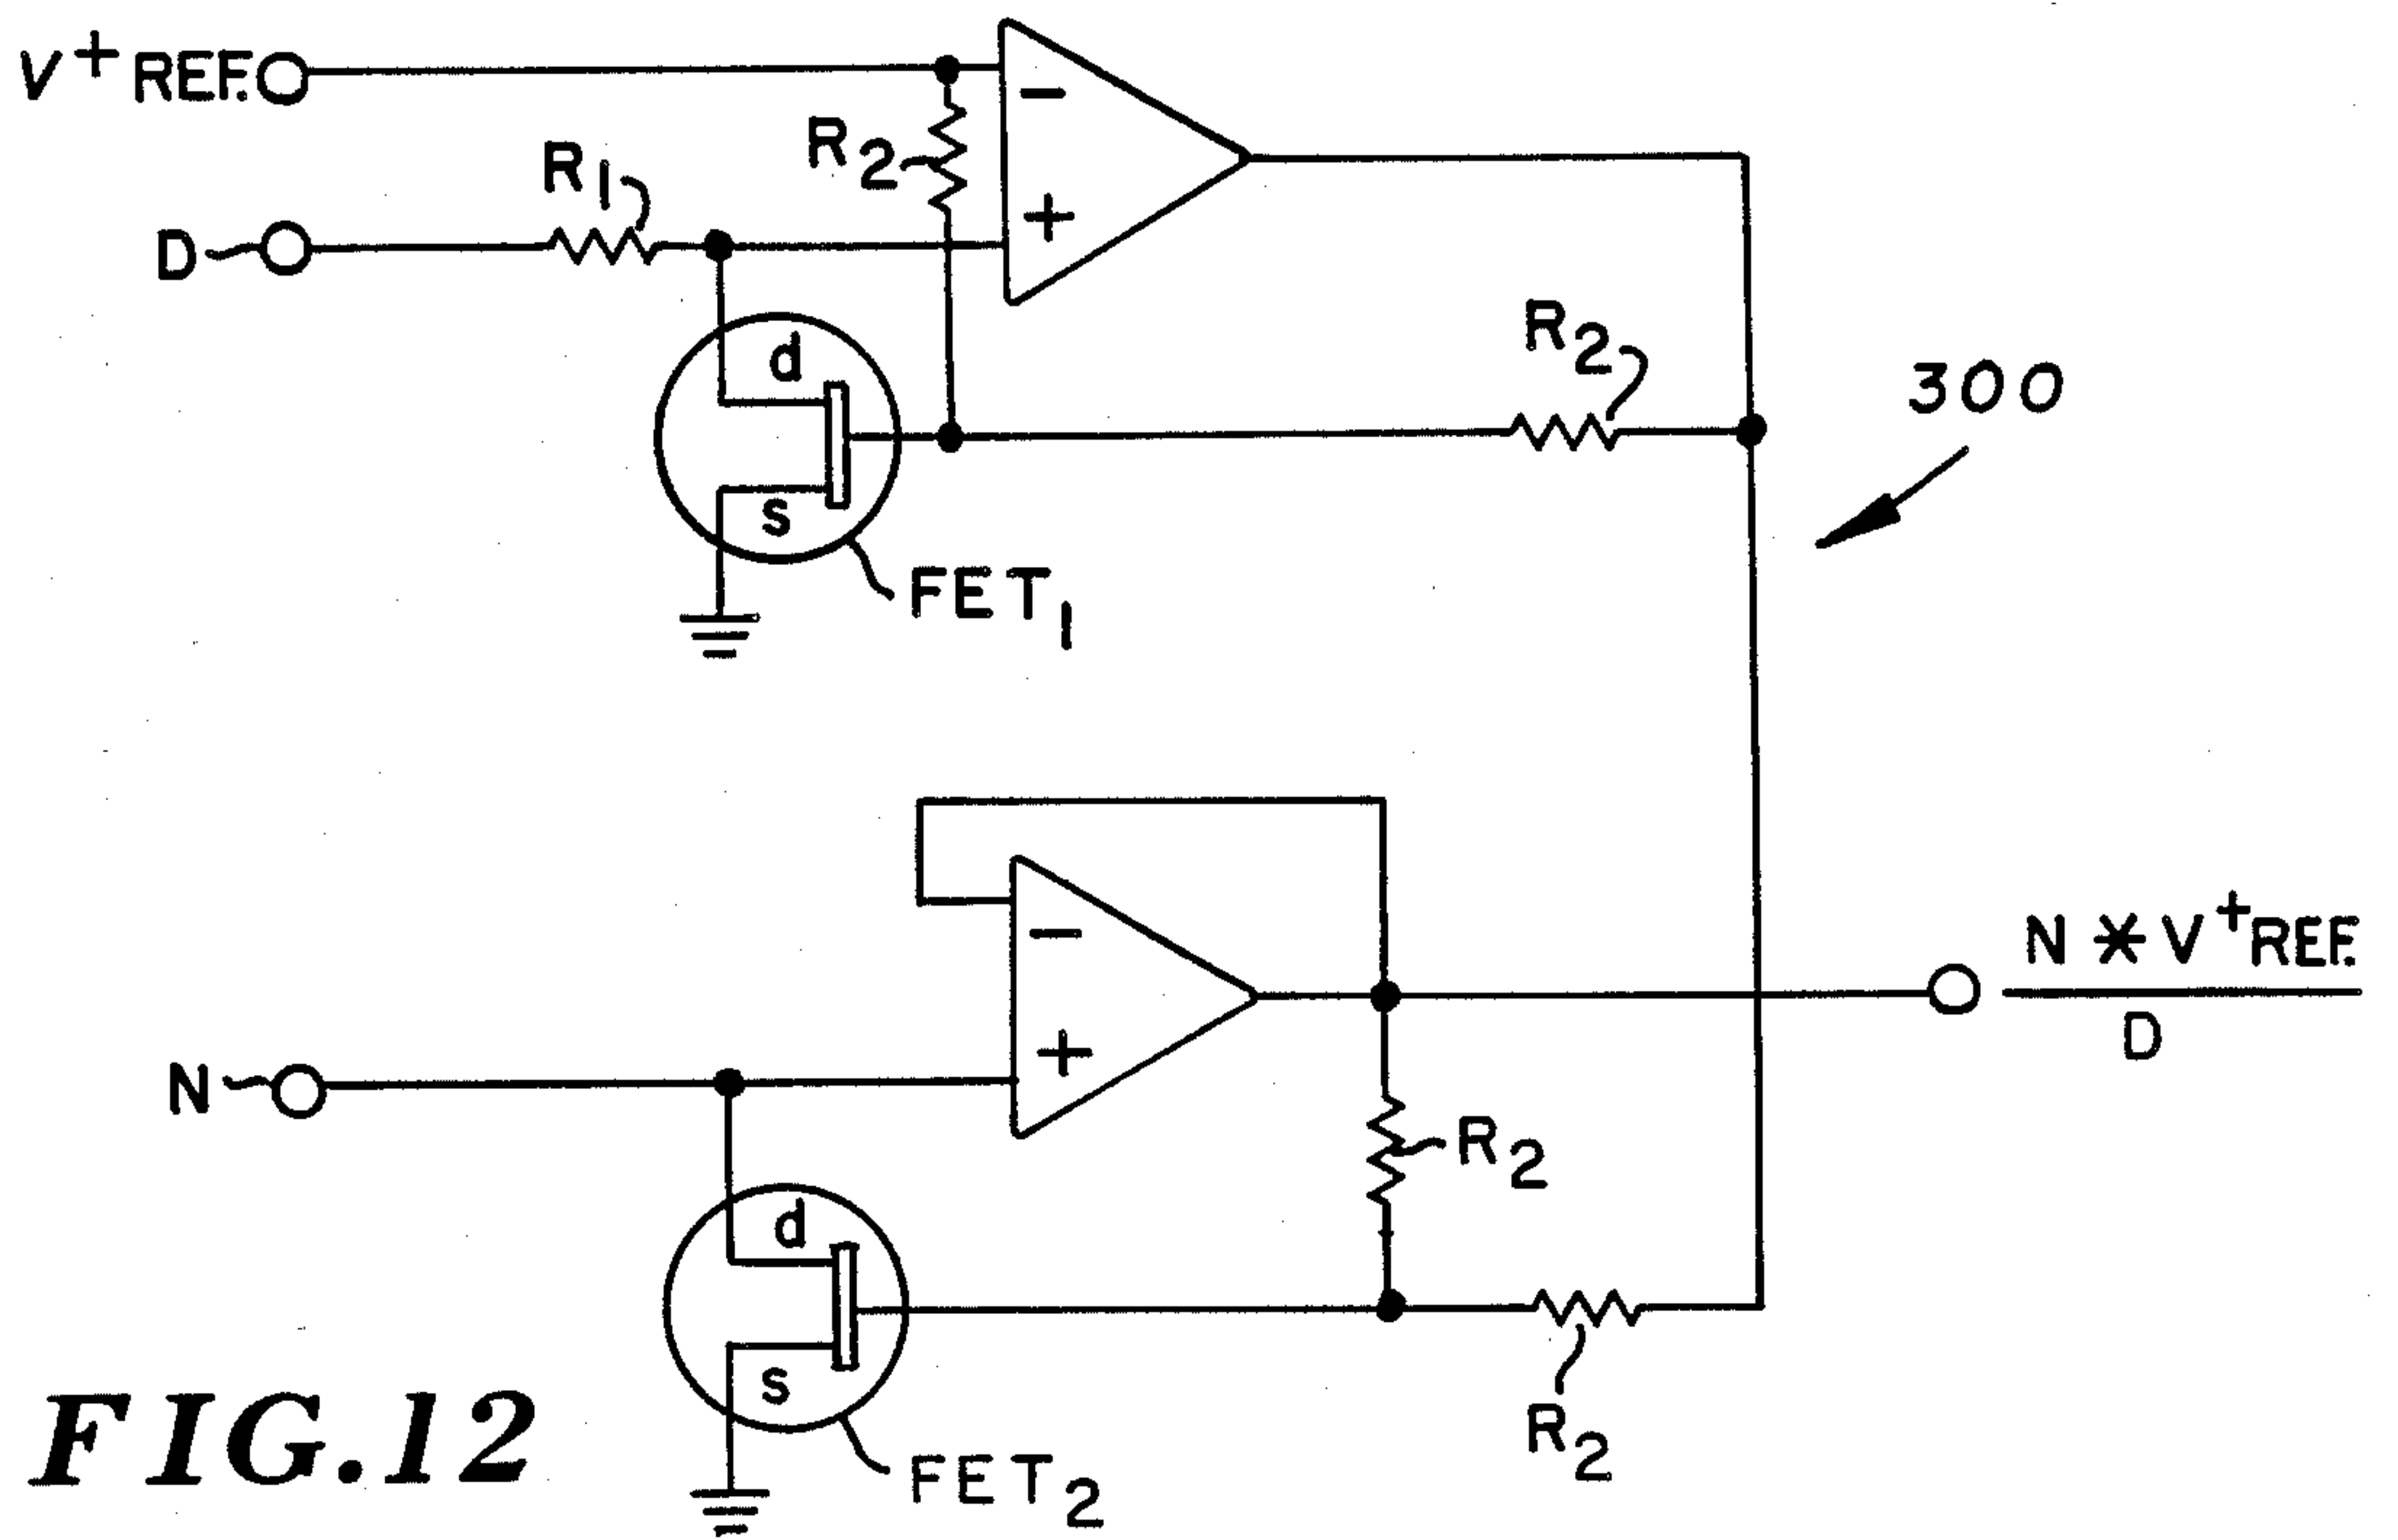 V+ REF.
R1
R2
D
-
+
R2
d
s
FET1
300
-
+
N * V+REF.
D
N
R2
d
s
FET2
R2
FIG.12